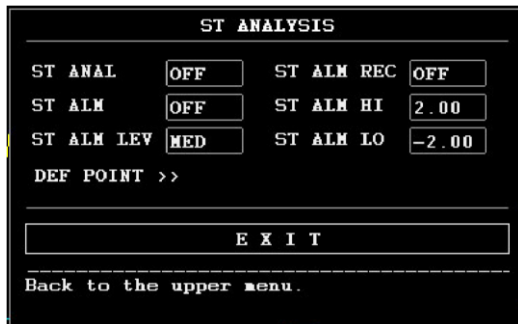 ST ANALYSIS
ST ANAL OFF ST ALM REC OFF
ST ALM OFF ST ALM HI 2.00
ST ALM LEV MED ST ALM LO -2.00
DEF POINT >>
E X I T
Back to the upper menu.